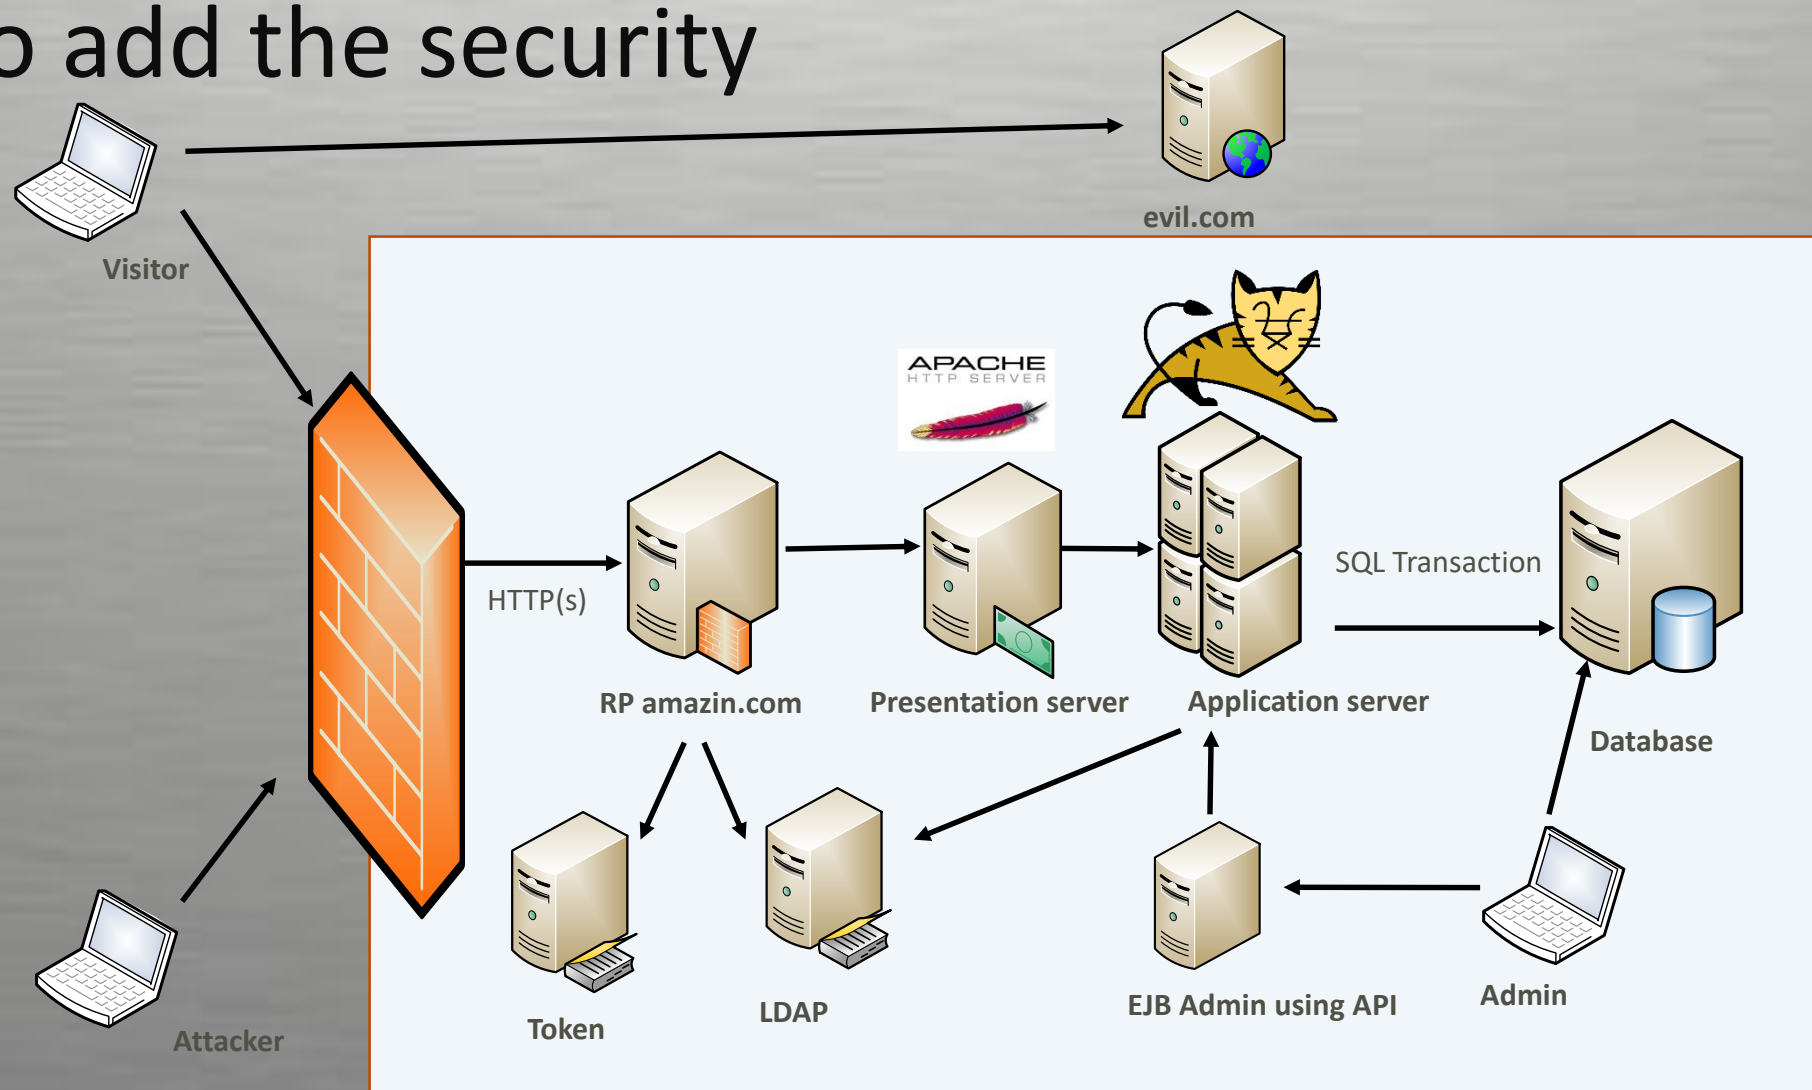 o add the security
evil.com
Visitor
APACHE
HTTP SERVER
HTTP(s)
SQL Transaction
RP amazin.com
Presentation server
Application server
Database
Token
LDAP
EJB Admin using API
Admin
Attacker